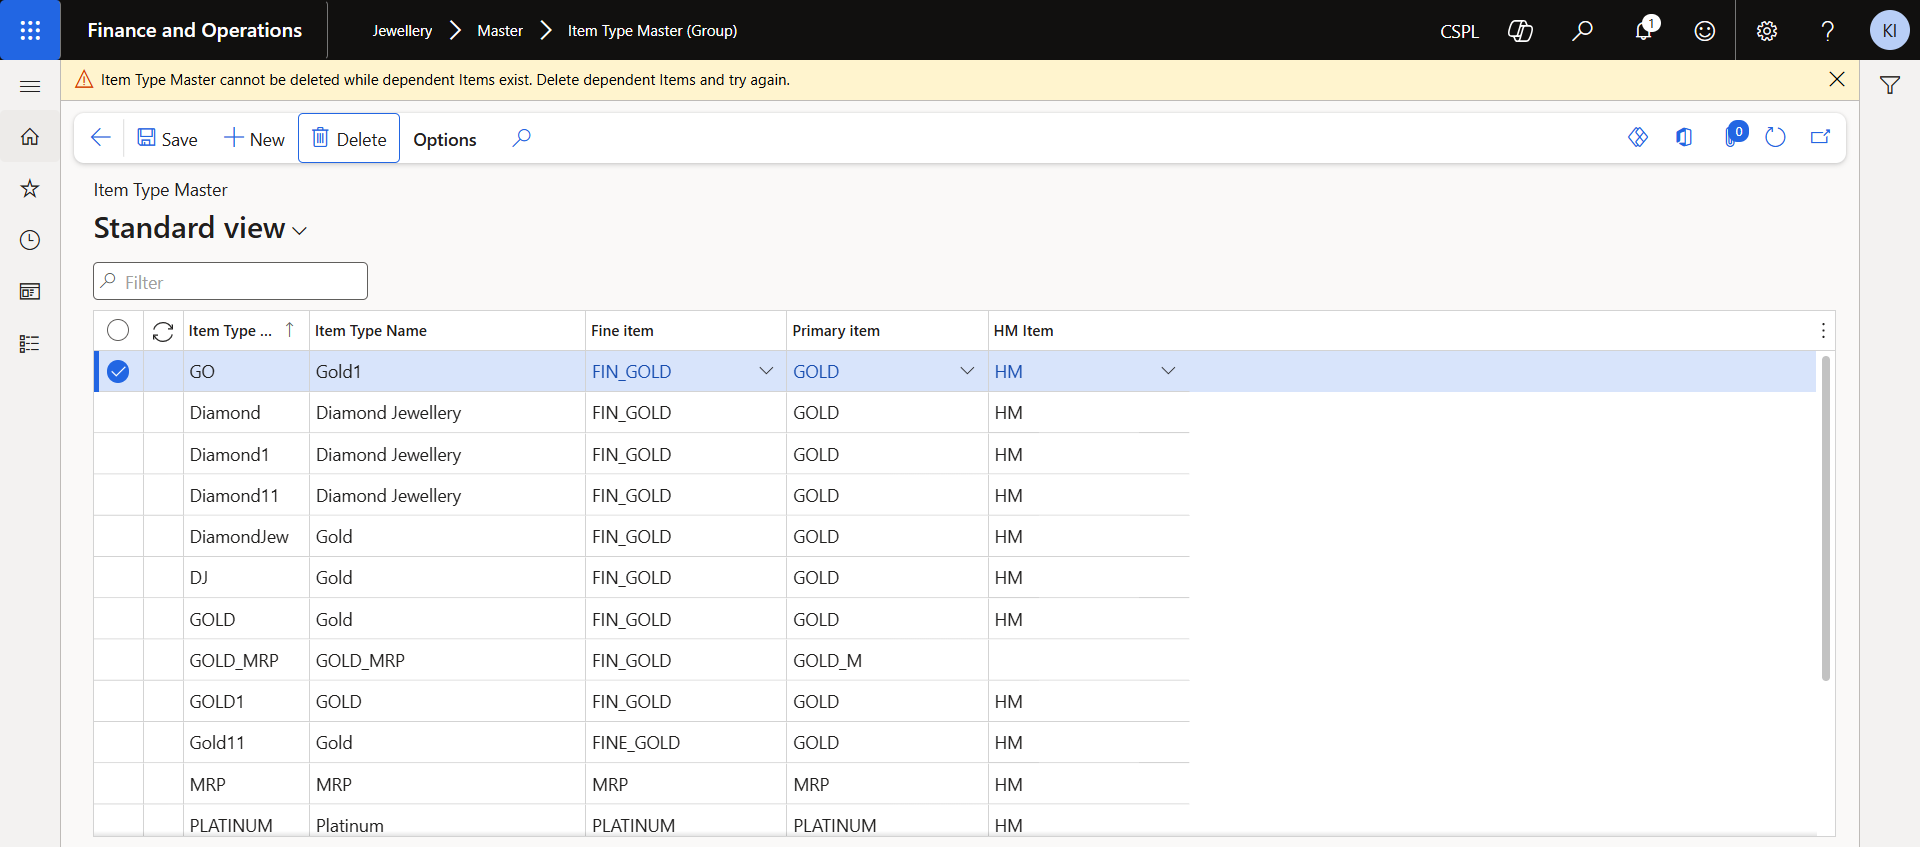 Finance and Operations
Jewellery Master Item Type Master (Group)
CSPL
1
?
KI
Item Type Master cannot be deleted while dependent Items exist. Delete dependent Items and try again.
Save New Delete Options
0
Item Type Master
Standard view
Filter
Item Type ... Item Type Name Fine item Primary item HM Item
GO Gold1 FIN_GOLD GOLD HM
Diamond Diamond Jewellery FIN_GOLD GOLD HM
Diamond1 Diamond Jewellery FIN_GOLD GOLD HM
Diamond11 Diamond Jewellery FIN_GOLD GOLD HM
DiamondJew Gold FIN_GOLD GOLD HM
DJ Gold FIN_GOLD GOLD HM
GOLD Gold FIN_GOLD GOLD HM
GOLD_MRP GOLD_MRP FIN_GOLD GOLD_M
GOLD1 GOLD FIN_GOLD GOLD HM
Gold11 Gold FINE_GOLD GOLD HM
MRP MRP MRP MRP HM
PLATINUM Platinum PLATINUM PLATINUM HM